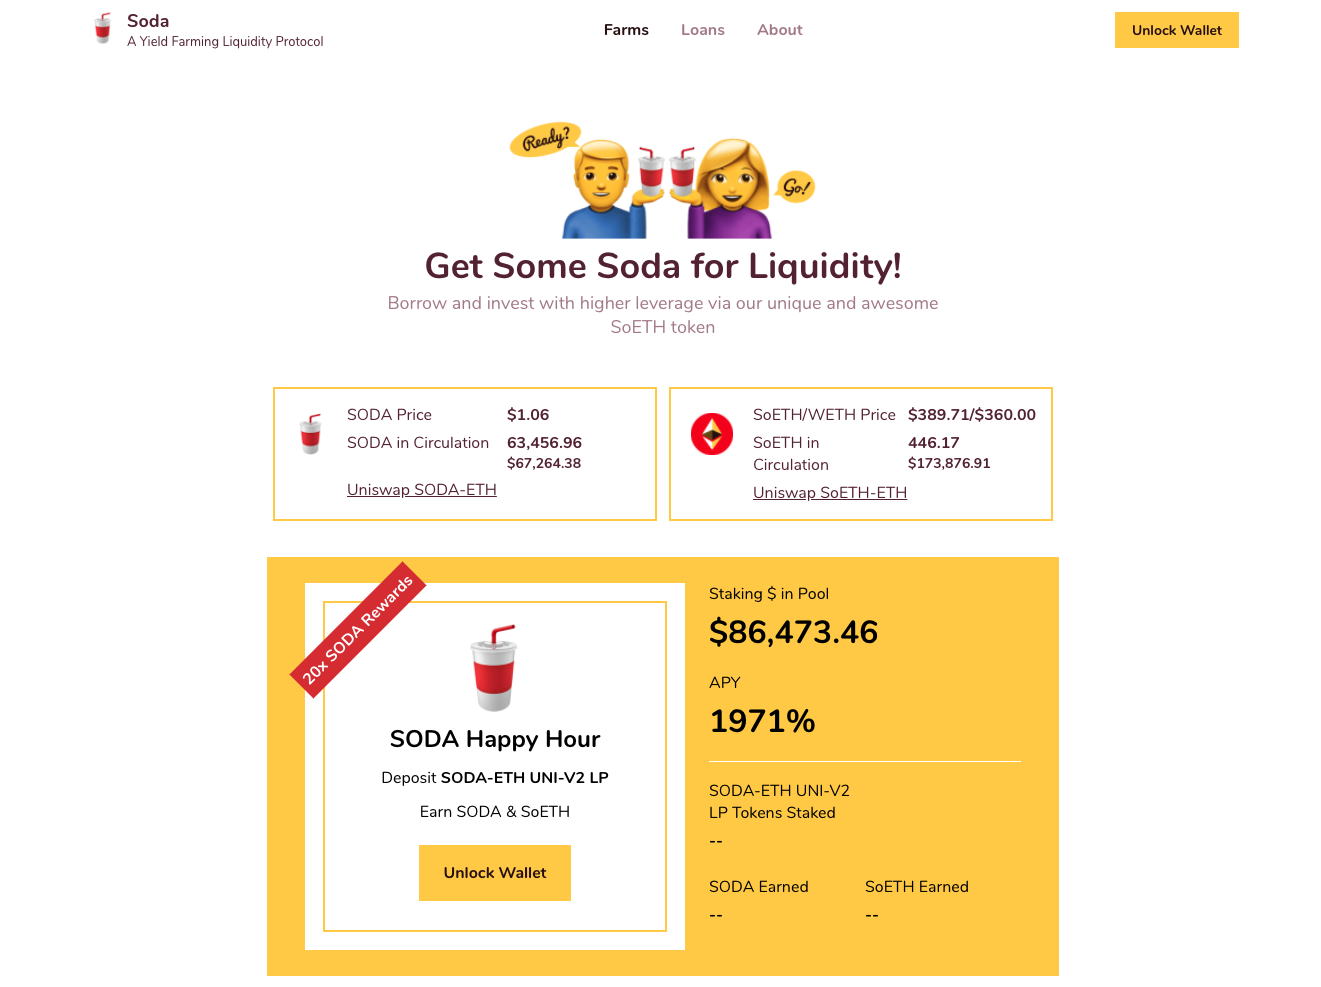 Soda
A Yield Farming Liquidity Protocol
Farms
Loans
About
Unlock Wallet
Ready?
Go!
Get Some Soda for Liquidity!
Borrow and invest with higher leverage via our unique and awesome
SoETH token
SODA Price $1.06
SODA in Circulation 63,456.96
$67,264.38
Uniswap SODA-ETH
SoETH/WETH Price $389.71/$360.00
SoETH in 446.17
Circulation $173,876.91
Uniswap SoETH-ETH
20x SODA Rewards
SODA Happy Hour
Deposit SODA-ETH UNI-V2 LP
Earn SODA & SoETH
Unlock Wallet
Staking $ in Pool
$86,473.46
APY
1971%
SODA-ETH UNI-V2
LP Tokens Staked
--
SODA Earned SoETH Earned
-- --